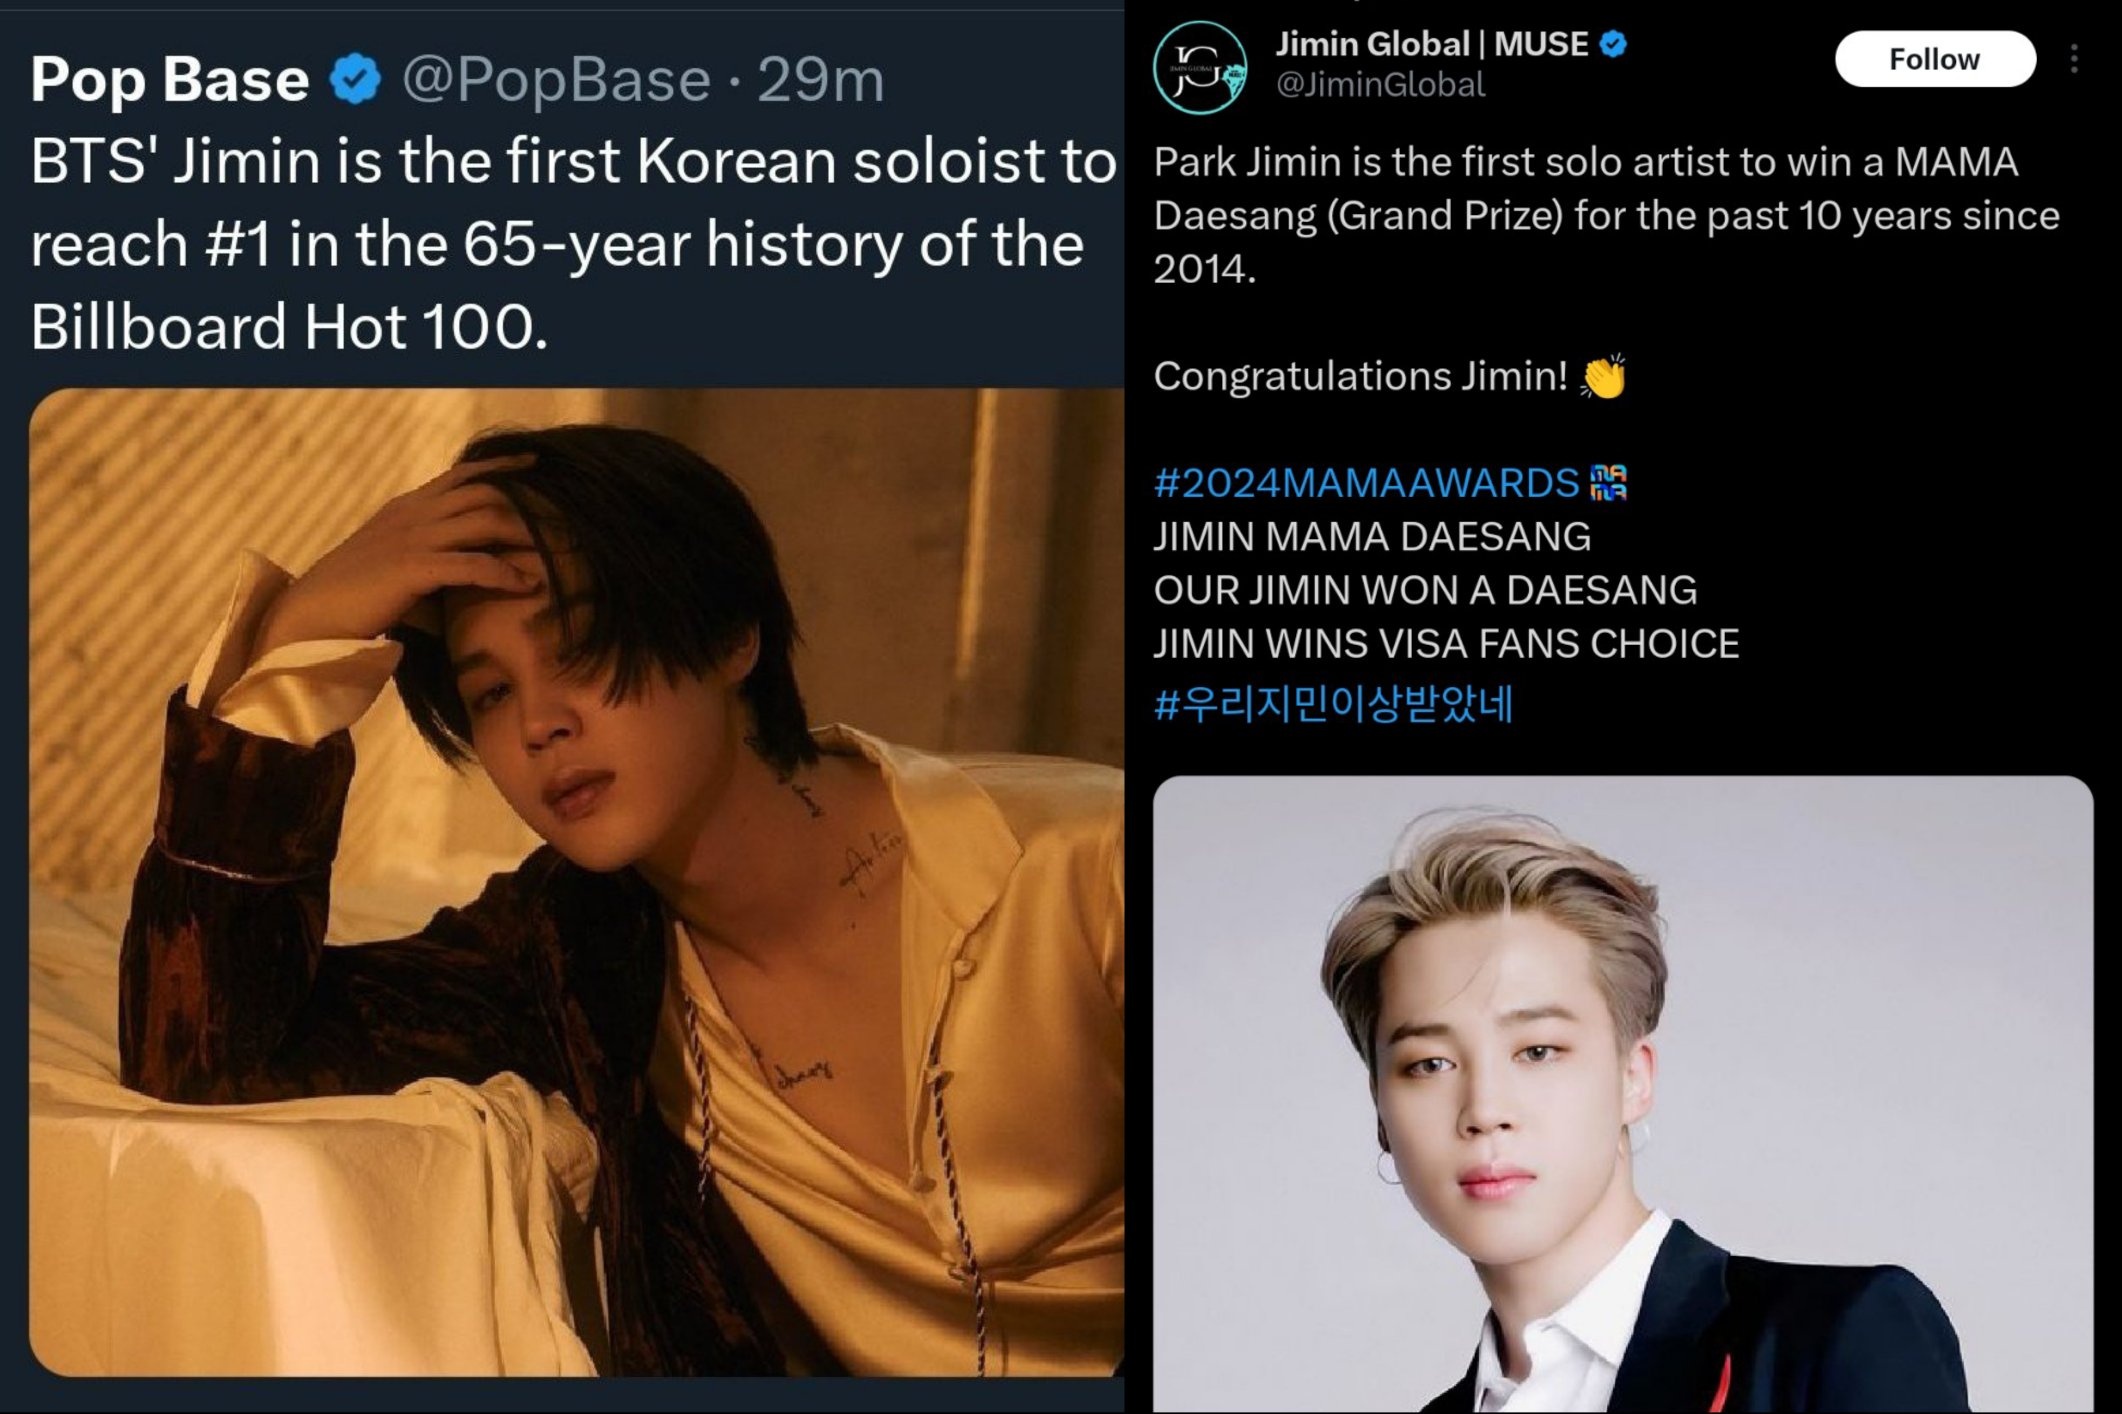 Pop Base @PopBase · 29m
BTS' Jimin is the first Korean soloist to
reach #1 in the 65-year history of the
Billboard Hot 100.
Jimin Global | MUSE
@JiminGlobal
Follow
Park Jimin is the first solo artist to win a MAMA
Daesang (Grand Prize) for the past 10 years since
2014.
Congratulations Jimin! 👏
#2024MAMAAWARDS
JIMIN MAMA DAESANG
OUR JIMIN WON A DAESANG
JIMIN WINS VISA FANS CHOICE
#우리지민이상받았네